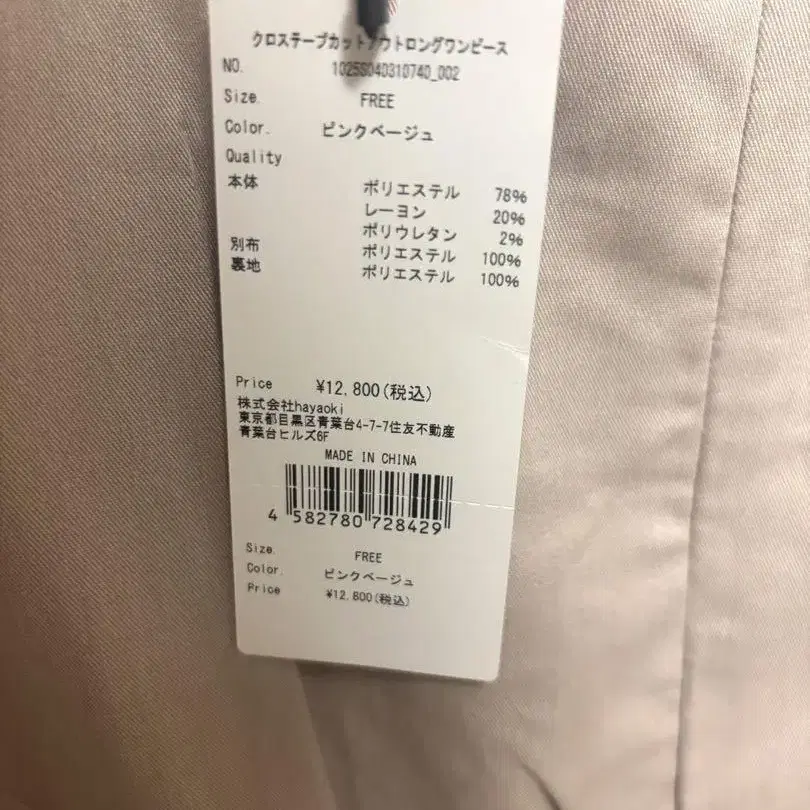 クロステープカットアウトロングワンピース
NO. 1025S040310740_002
Size. FREE
Color. ピンクベージュ
Quality
本体 ポリエステル 78%
レーヨン 20%
ポリウレタン 2%
別布 ポリエステル 100%
裏地 ポリエステル 100%
Price ¥12,800(税込)
株式会社hayaoki
東京都目黒区青葉台4-7-7住友不動産
青葉台ヒルズ6F
MADE IN CHINA
4 582780 728429
Size. FREE
Color. ピンクベージュ
Price ¥12,800(税込)